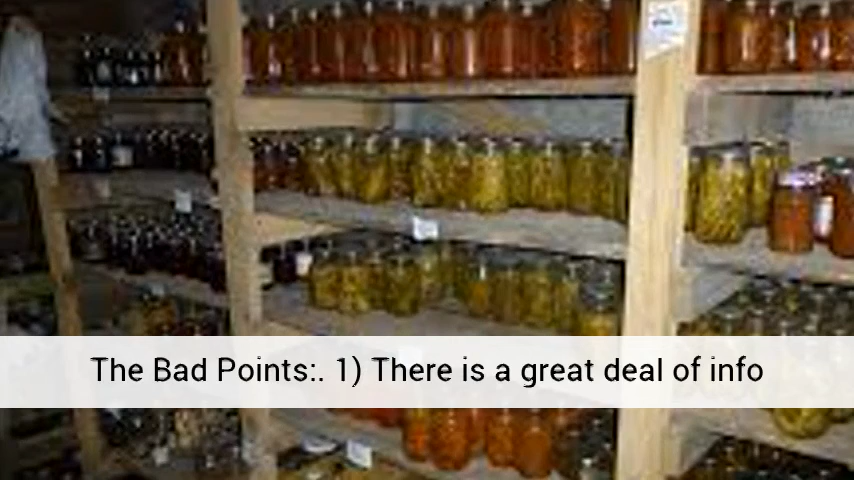 The Bad Points:. 1) There is a great deal of info